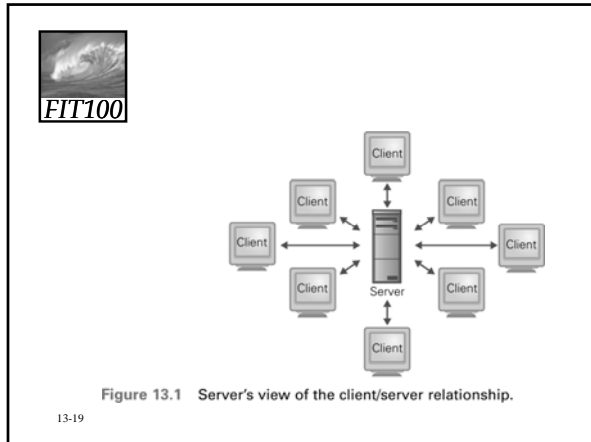 FIT100
Client
Client
Client
Client
Client
Client
Client
Server
Client
Figure 13.1 Server's view of the client/server relationship.
13-19